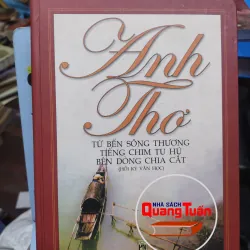 Anh
Thơ
TỪ BẾN SÔNG THƯƠNG
TIẾNG CHIM TU HÚ
BÊN DÒNG CHIA CẮT
(HỒI KÝ VĂN HỌC)
NHÀ SÁCH
Quang Tuấn